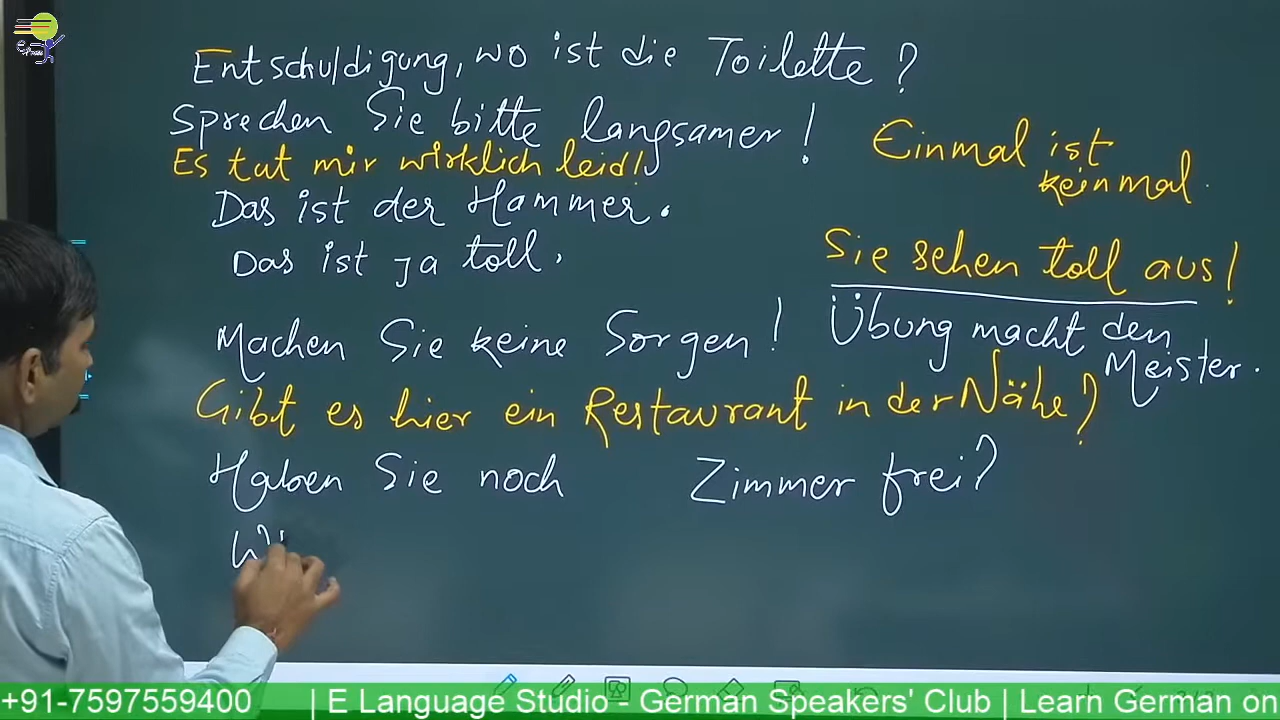 Entschuldigung, wo ist die Toilette?
Sprechen Sie bitte langsamer!
Es tut mir wirklich leid!
Das ist der Hammer.
Das ist ja toll.
Einmal ist
keinmal.
Sie sehen toll aus!
Übung macht den
Meister.
Machen Sie keine Sorgen!
Gibt es hier ein Restaurant in der Nähe?
Haben Sie noch Zimmer frei?
+91-7597559400 | E Language Studio - German Speakers' Club | Learn German on